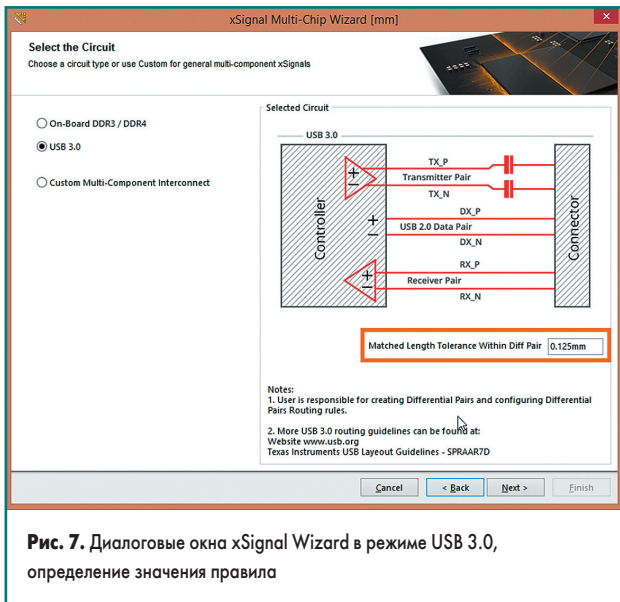 xSignal Multi-Chip Wizard [mm]
Select the Circuit
Choose a circuit type or use Custom for general multi-component xSignals
On-Board DDR3 / DDR4
USB 3.0
Custom Multi-Component Interconnect
Selected Circuit
USB 3.0
Controller
TX_P
Transmitter Pair
TX_N
DX_P
USB 2.0 Data Pair
DX_N
RX_P
Receiver Pair
RX_N
Connector
Matched Length Tolerance Within Diff Pair 0.125mm
Notes:
1. User is responsible for creating Differential Pairs and configuring Differential
Pairs Routing rules.
2. More USB 3.0 routing guidelines can be found at:
Website www.usb.org
Texas Instruments USB Layout Guidelines - SPRAAR7D
Cancel < Back Next > Finish
Рис. 7. Диалоговые окна xSignal Wizard в режиме USB 3.0,
определение значения правила